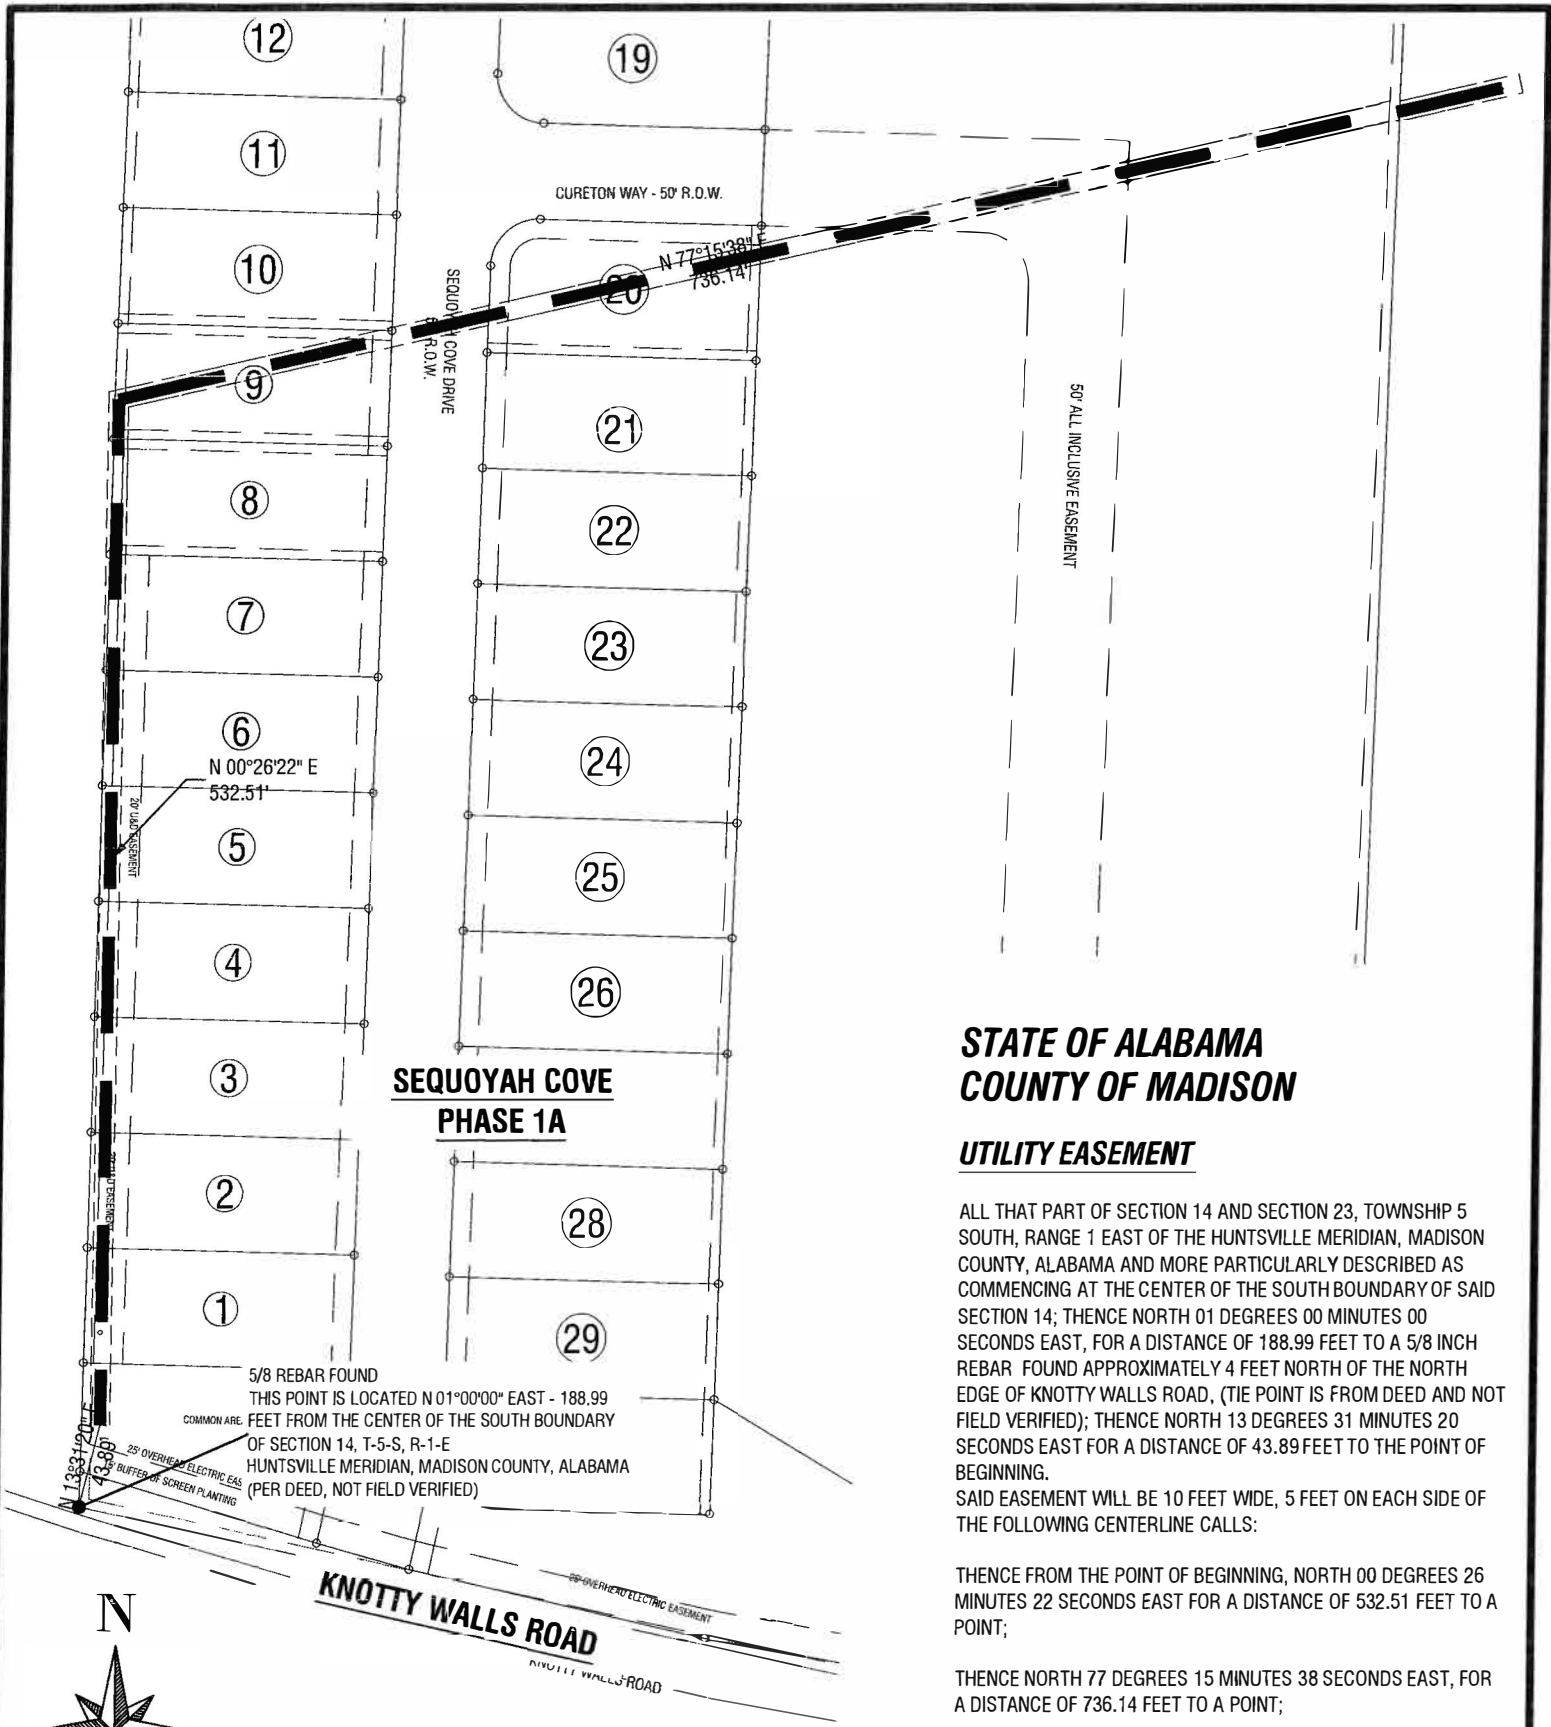 12
19
11
CURETON WAY - 50' R.O.W.
10
N 77°15'38" E
736.14'
SEQUOYAH COVE DRIVE
R.O.W.
20
9
50' ALL INCLUSIVE EASEMENT
21
8
22
7
23
6
N 00°26'22" E
532.51'
24
20' U&D EASEMENT
5
25
4
26
3
SEQUOYAH COVE
PHASE 1A
20' U&D EASEMENT
2
28
1
29
5/8 REBAR FOUND
THIS POINT IS LOCATED N 01°00'00" EAST - 188.99
FEET FROM THE CENTER OF THE SOUTH BOUNDARY
OF SECTION 14, T-5-S, R-1-E
HUNTSVILLE MERIDIAN, MADISON COUNTY, ALABAMA
(PER DEED, NOT FIELD VERIFIED)
COMMON ARE
N 13°31'20" E
43.89'
25' OVERHEAD ELECTRIC EAS
BUFFER OF SCREEN PLANTING
25' OVERHEAD ELECTRIC EASEMENT
KNOTTY WALLS ROAD
KNOTTY WALLS ROAD
N
STATE OF ALABAMA
COUNTY OF MADISON
UTILITY EASEMENT
ALL THAT PART OF SECTION 14 AND SECTION 23, TOWNSHIP 5
SOUTH, RANGE 1 EAST OF THE HUNTSVILLE MERIDIAN, MADISON
COUNTY, ALABAMA AND MORE PARTICULARLY DESCRIBED AS
COMMENCING AT THE CENTER OF THE SOUTH BOUNDARY OF SAID
SECTION 14; THENCE NORTH 01 DEGREES 00 MINUTES 00
SECONDS EAST, FOR A DISTANCE OF 188.99 FEET TO A 5/8 INCH
REBAR FOUND APPROXIMATELY 4 FEET NORTH OF THE NORTH
EDGE OF KNOTTY WALLS ROAD, (TIE POINT IS FROM DEED AND NOT
FIELD VERIFIED); THENCE NORTH 13 DEGREES 31 MINUTES 20
SECONDS EAST FOR A DISTANCE OF 43.89 FEET TO THE POINT OF
BEGINNING.
SAID EASEMENT WILL BE 10 FEET WIDE, 5 FEET ON EACH SIDE OF
THE FOLLOWING CENTERLINE CALLS:
THENCE FROM THE POINT OF BEGINNING, NORTH 00 DEGREES 26
MINUTES 22 SECONDS EAST FOR A DISTANCE OF 532.51 FEET TO A
POINT;
THENCE NORTH 77 DEGREES 15 MINUTES 38 SECONDS EAST, FOR
A DISTANCE OF 736.14 FEET TO A POINT;